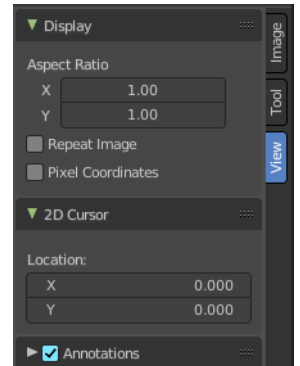 Display
Aspect Ratio
X 1.00
Y 1.00
Repeat Image
Pixel Coordinates
2D Cursor
Location:
X 0.000
Y 0.000
Annotations
Image
Tool
View